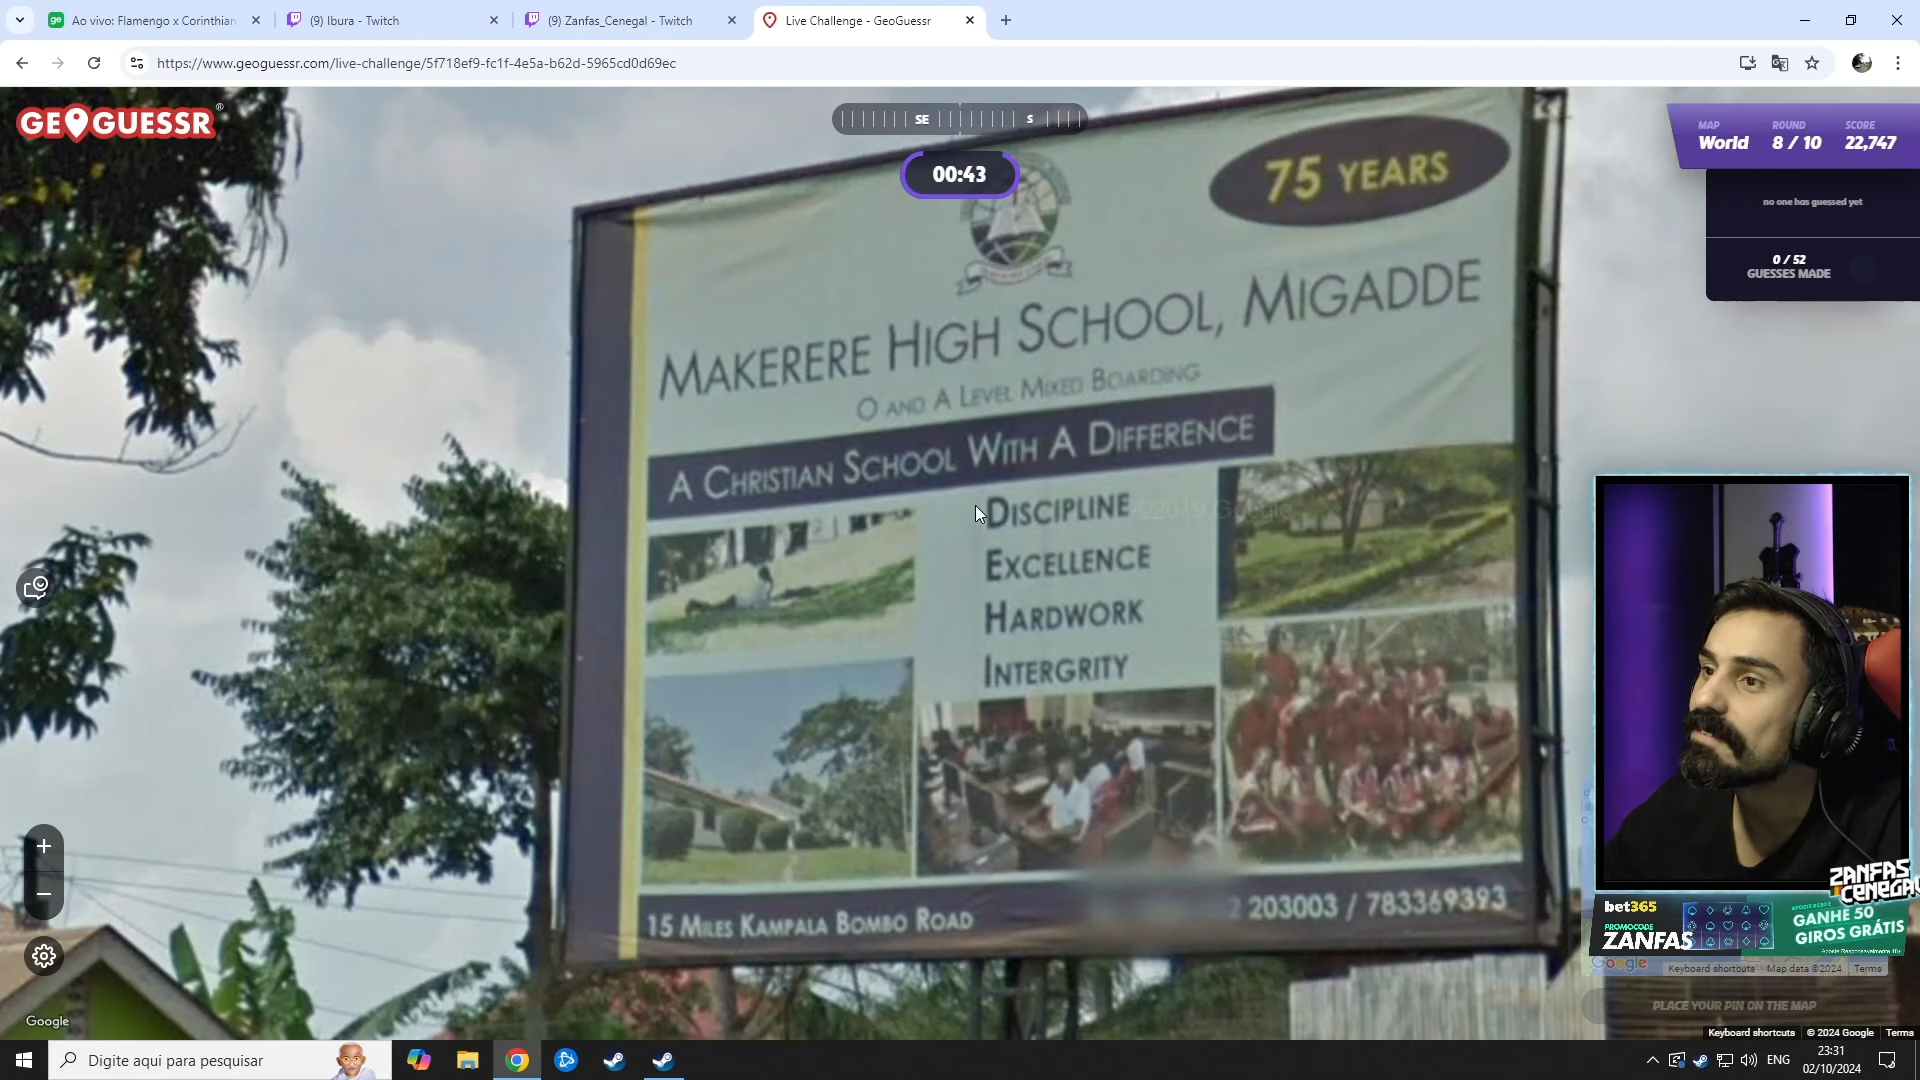 Ao vivo: Flamengo x Corinthian
(9) Ibura - Twitch
(9) Zanfas_Cenegal - Twitch
Live Challenge - GeoGuessr
https://www.geoguessr.com/live-challenge/5f718ef9-fc1f-4e5a-b62d-5965cd0d69ec
GEOGUESSR
SE
S
00:43
MAP
World
ROUND
8 / 10
SCORE
22,747
no one has guessed yet
0 / 52
GUESSES MADE
75 YEARS
MAKERERE HIGH SCHOOL, MIGADDE
O AND A LEVEL MIXED BOARDING
A CHRISTIAN SCHOOL WITH A DIFFERENCE
DISCIPLINE
EXCELLENCE
HARDWORK
INTERGRITY
15 MILES KAMPALA BOMBO ROAD
203003 / 783369393
ZANFAS
CENEGAL
bet365
PROMOCODE
ZANFAS
GANHE 50
GIROS GRÁTIS
Google
Keyboard shortcuts
Map data ©2024
Terms
PLACE YOUR PIN ON THE MAP
Google
Keyboard shortcuts
© 2024 Google
Terms
Digite aqui para pesquisar
ENG
23:31
02/10/2024